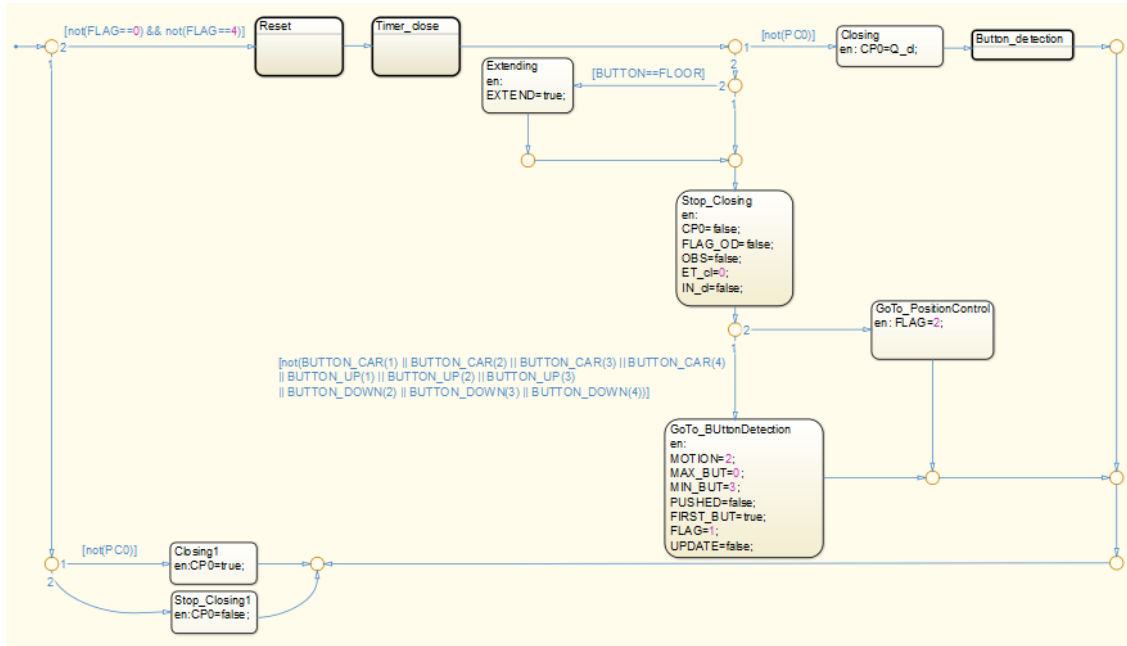 [not(FLAG==0) && not(FLAG==4)]
2
1
Reset
Timer_close
1
2
[not(PC0)]
Closing
en: CP0=Q_cl;
Button_detection
Extending
en:
EXTEND=true;
[BUTTON==FLOOR]
2
1
Stop_Closing
en:
CP0=false;
FLAG_OD=false;
OBS=false;
ET_cl=0;
IN_cl=false;
2
1
GoTo_PositionControl
en: FLAG=2;
[not(BUTTON_CAR(1) || BUTTON_CAR(2) || BUTTON_CAR(3) || BUTTON_CAR(4)
|| BUTTON_UP(1) || BUTTON_UP(2) || BUTTON_UP(3)
|| BUTTON_DOWN(2) || BUTTON_DOWN(3) || BUTTON_DOWN(4))]
GoTo_BUttonDetection
en:
MOTION=2;
MAX_BUT=0;
MIN_BUT=3;
PUSHED=false;
FIRST_BUT=true;
FLAG=1;
UPDATE=false;
[not(PC0)]
1
2
Closing1
en:CP0=true;
Stop_Closing1
en:CP0=false;